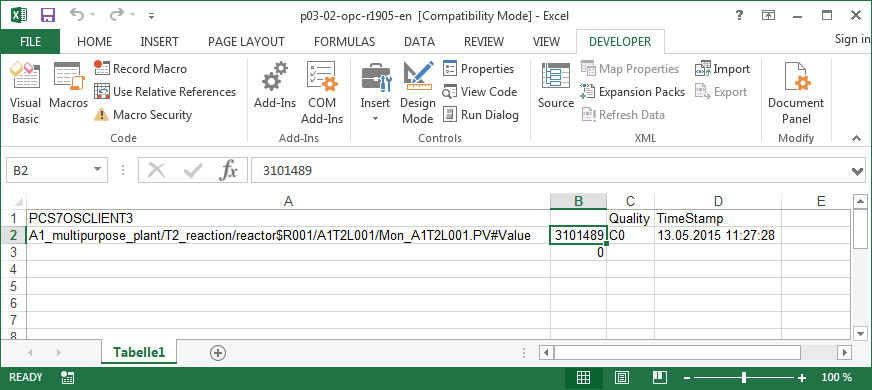 p03-02-opc-r1905-en [Compatibility Mode] - Excel
FILE HOME INSERT PAGE LAYOUT FORMULAS DATA REVIEW VIEW DEVELOPER Sign in
Visual Basic
Macros
Record Macro
Use Relative References
Macro Security
Code
Add-Ins
COM Add-Ins
Add-Ins
Insert
Design Mode
Properties
View Code
Run Dialog
Controls
Source
Map Properties
Expansion Packs
Refresh Data
Import
Export
XML
Document Panel
Modify
B2 3101489
A B C D E
1 PCS7OSCLIENT3 Quality TimeStamp
2 A1_multipurpose_plant/T2_reaction/reactor$R001/A1T2L001/Mon_A1T2L001.PV#Value 3101489 C0 13.05.2015 11:27:28
3 0
4
5
6
7
8
Tabelle1
READY 100 %